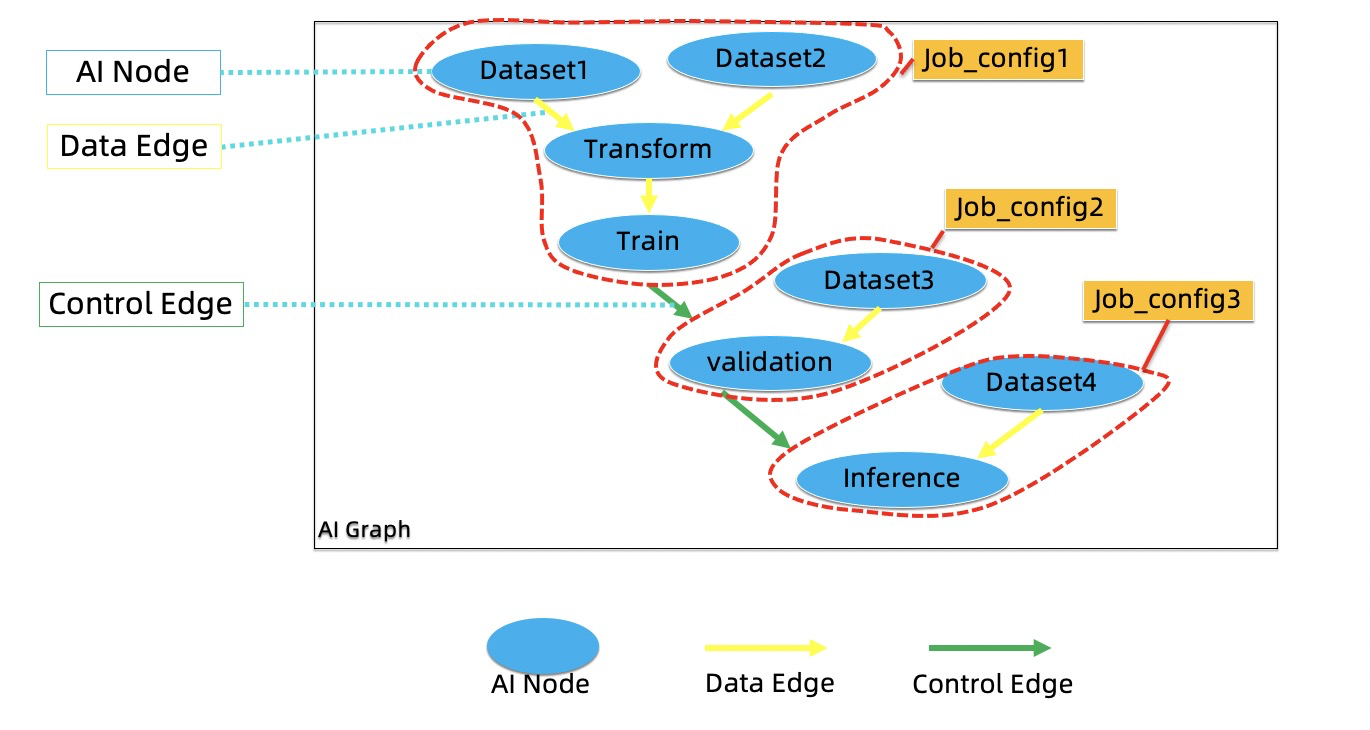 AI Node
Dataset1
Dataset2
Job_config1
Data Edge
Transform
Job_config2
Train
Control Edge
Dataset3
Job_config3
validation
Dataset4
Inference
AI Graph
AI Node
Data Edge
Control Edge